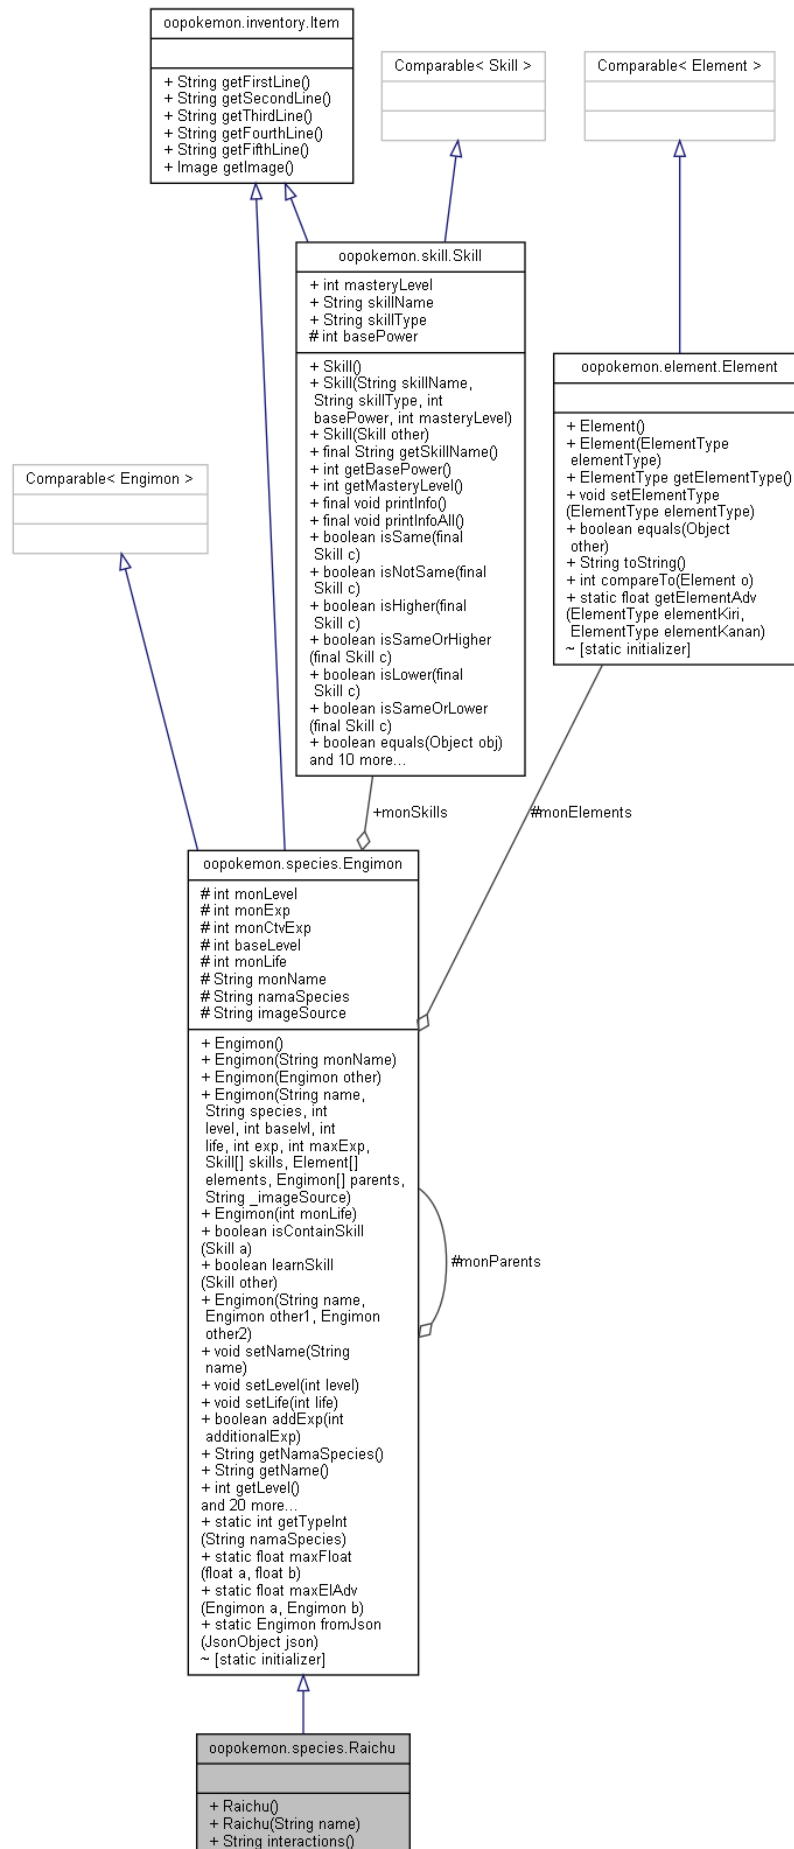 oopokemon.inventory.Item
+ String getFirstLine()
+ String getSecondLine()
+ String getThirdLine()
+ String getFourthLine()
+ String getFifthLine()
+ Image getImage()
Comparable< Skill >
Comparable< Element >
oopokemon.skill.Skill
+ int masteryLevel
+ String skillName
+ String skillType
# int basePower
+ Skill()
+ Skill(String skillName,
String skillType, int
basePower, int masteryLevel)
+ Skill(Skill other)
+ final String getSkillName()
+ int getBasePower()
+ int getMasteryLevel()
+ final void printInfo()
+ final void printInfoAll()
+ boolean isSame(final
Skill c)
+ boolean isNotSame(final
Skill c)
+ boolean isHigher(final
Skill c)
+ boolean isSameOrHigher
(final Skill c)
+ boolean isLower(final
Skill c)
+ boolean isSameOrLower
(final Skill c)
+ boolean equals(Object obj)
and 10 more...
oopokemon.element.Element
+ Element()
+ Element(ElementType
elementType)
+ ElementType getElementType()
+ void setElementType
(ElementType elementType)
+ boolean equals(Object
other)
+ String toString()
+ int compareTo(Element o)
+ static float getElementAdv
(ElementType elementKiri,
ElementType elementKanan)
~ [static initializer]
Comparable< Engimon >
+monSkills
#monElements
oopokemon.species.Engimon
# int monLevel
# int monExp
# int monCtvExp
# int baseLevel
# int monLife
# String monName
# String namaSpecies
# String imageSource
+ Engimon()
+ Engimon(String monName)
+ Engimon(Engimon other)
+ Engimon(String name,
String species, int
level, int baselvl, int
life, int exp, int maxExp,
Skill[] skills, Element[]
elements, Engimon[] parents,
String _imageSource)
+ Engimon(int monLife)
+ boolean isContainSkill
(Skill a)
+ boolean learnSkill
(Skill other)
+ Engimon(String name,
Engimon other1, Engimon
other2)
+ void setName(String
name)
+ void setLevel(int level)
+ void setLife(int life)
+ boolean addExp(int
additionalExp)
+ String getNamaSpecies()
+ String getName()
+ int getLevel()
and 20 more...
+ static int getTypeInt
(String namaSpecies)
+ static float maxFloat
(float a, float b)
+ static float maxElAdv
(Engimon a, Engimon b)
+ static Engimon fromJson
(JsonObject json)
~ [static initializer]
#monParents
oopokemon.species.Raichu
+ Raichu()
+ Raichu(String name)
+ String interactions()